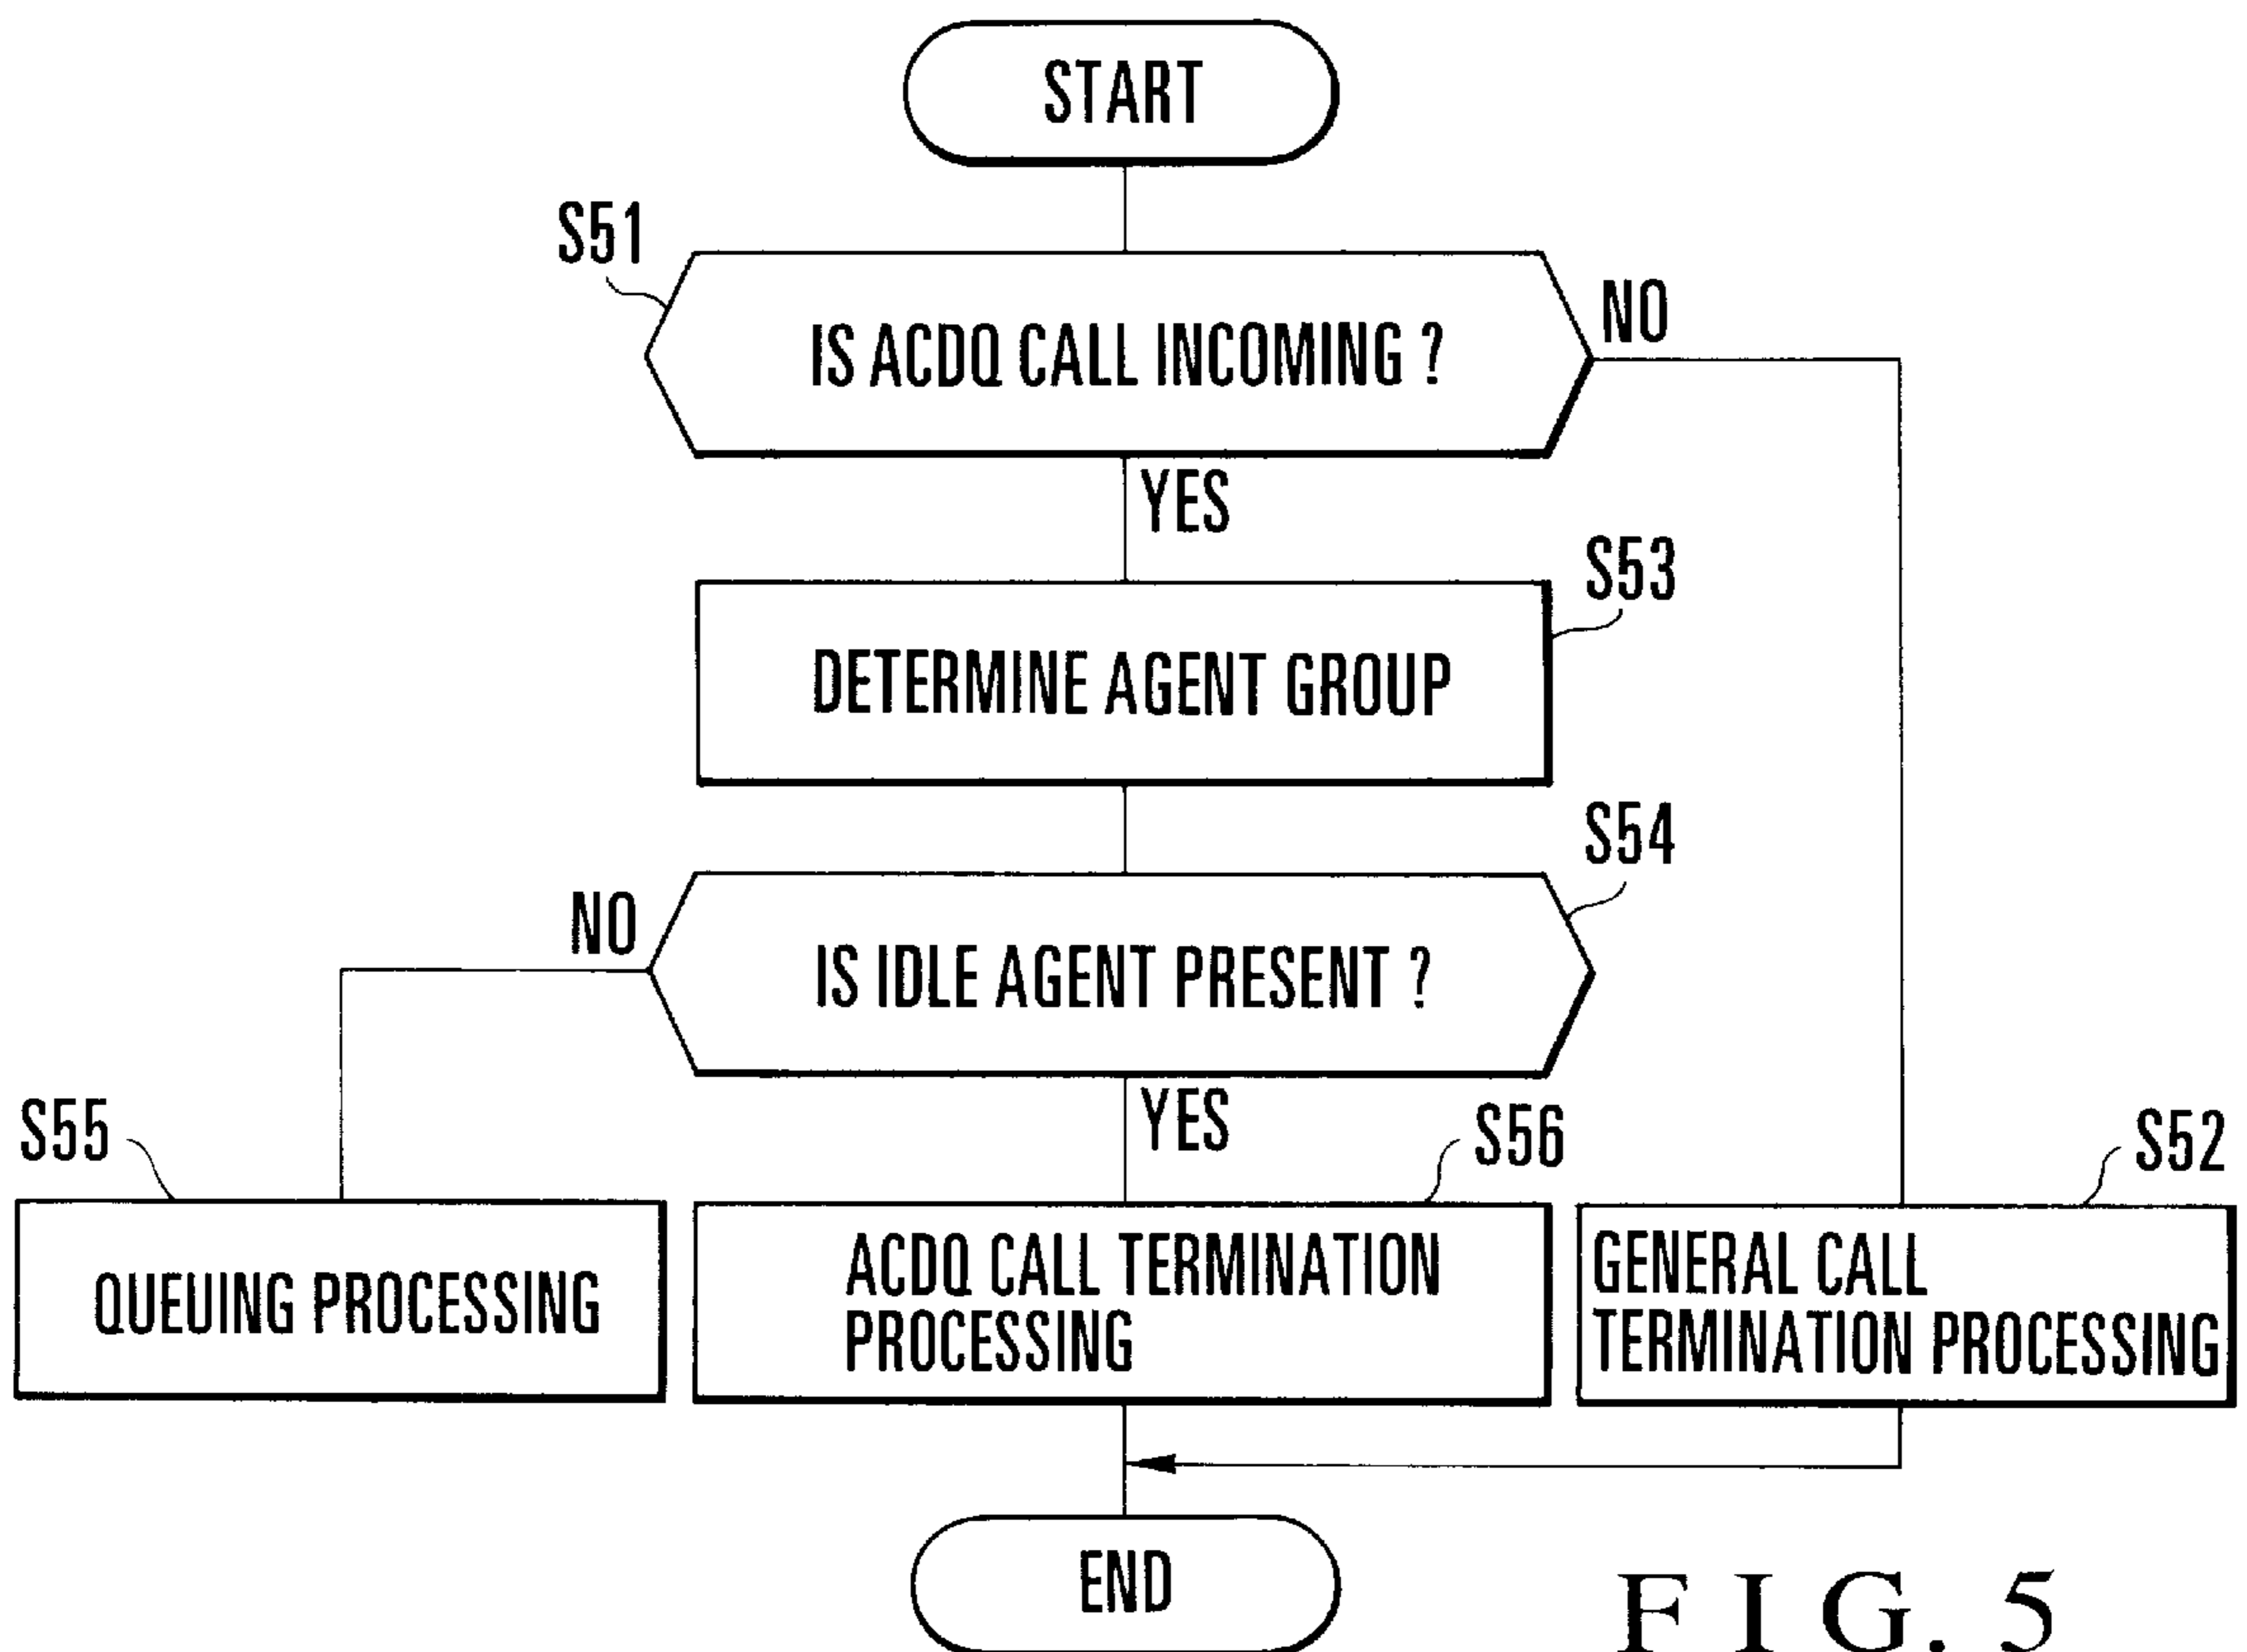 START
S51
IS ACDQ CALL INCOMING ?
NO
YES
S53
DETERMINE AGENT GROUP
S54
NO
IS IDLE AGENT PRESENT ?
YES
S55
S56
S52
QUEUING PROCESSING
ACDQ CALL TERMINATION
PROCESSING
GENERAL CALL
TERMINATION PROCESSING
END
FIG. 5